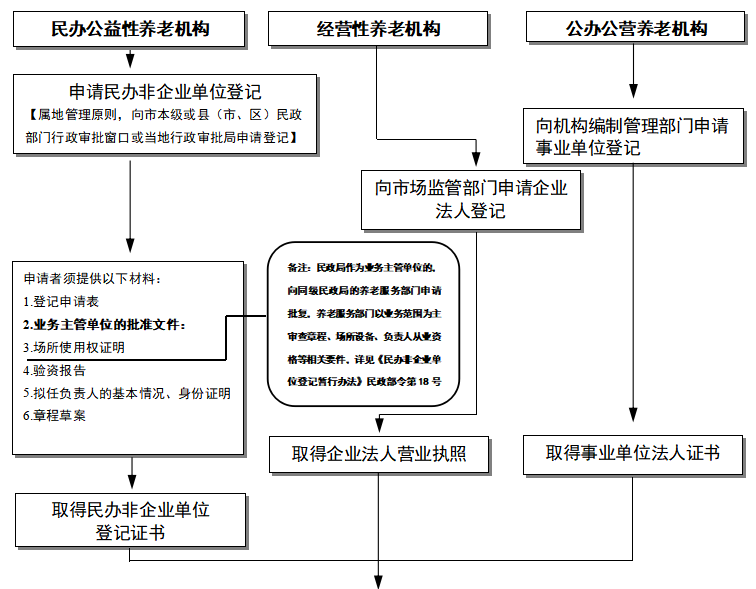 民办公益性养老机构
经营性养老机构
公办公营养老机构
申请民办非企业单位登记
【属地管理原则，向市本级或县（市、区）民政
部门行政审批窗口或当地行政审批局申请登记】
向机构编制管理部门申请
事业单位登记
向市场监管部门申请企业
法人登记
申请者须提供以下材料：
1.登记申请表
2.业务主管单位的批准文件：
3.场所使用权证明
4.验资报告
5.拟任负责人的基本情况、身份证明
6.章程草案
备注：民政局作为业务主管单位的，
向同级民政局的养老服务部门申请
批复。养老服务部门以业务范围为主
审查章程、场所设备、负责人从业资
格等相关要件。详见《民办非企业单
位登记暂行办法》民政部令第 18 号
取得企业法人营业执照
取得事业单位法人证书
取得民办非企业单位
登记证书